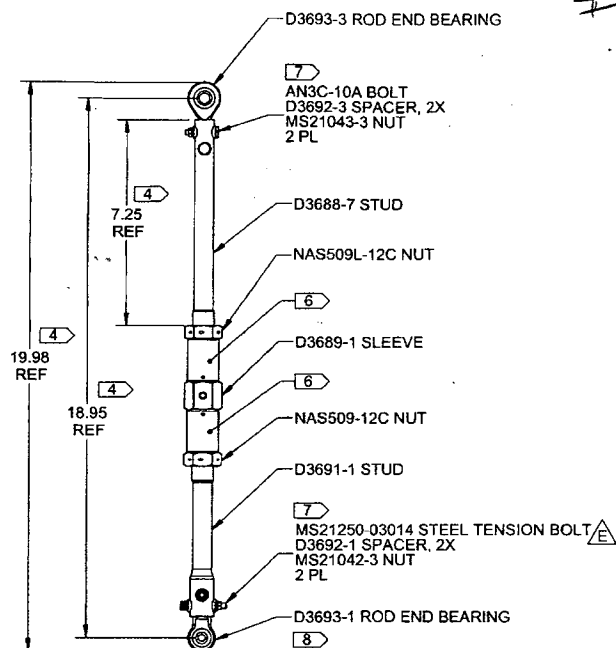 D3693-3 ROD END BEARING
7
AN3C-10A BOLT
D3692-3 SPACER, 2X
MS21043-3 NUT
2 PL
4
7.25
REF
D3688-7 STUD
NAS509L-12C NUT
6
4
19.98
REF
D3689-1 SLEEVE
4
6
18.95
REF
NAS509-12C NUT
D3691-1 STUD
7
MS21250-03014 STEEL TENSION BOLT E
D3692-1 SPACER, 2X
MS21042-3 NUT
2 PL
D3693-1 ROD END BEARING
8